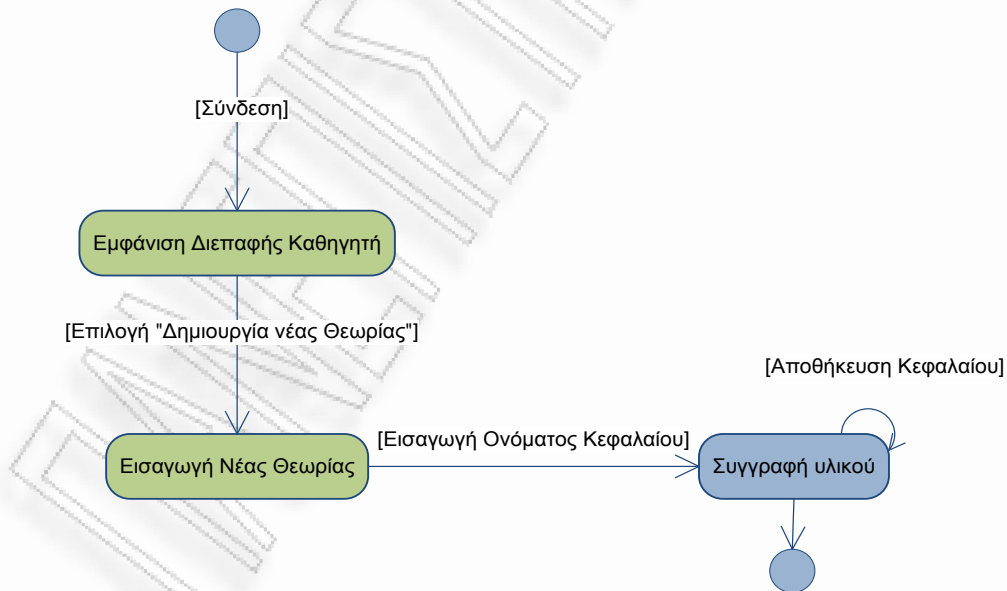 [Σύνδεση]
Εμφάνιση Διεπαφής Καθηγητή
[Επιλογή "Δημιουργία νέας Θεωρίας"]
[Αποθήκευση Κεφαλαίου]
[Εισαγωγή Ονόματος Κεφαλαίου]
Εισαγωγή Νέας Θεωρίας
Συγγραφή υλικού